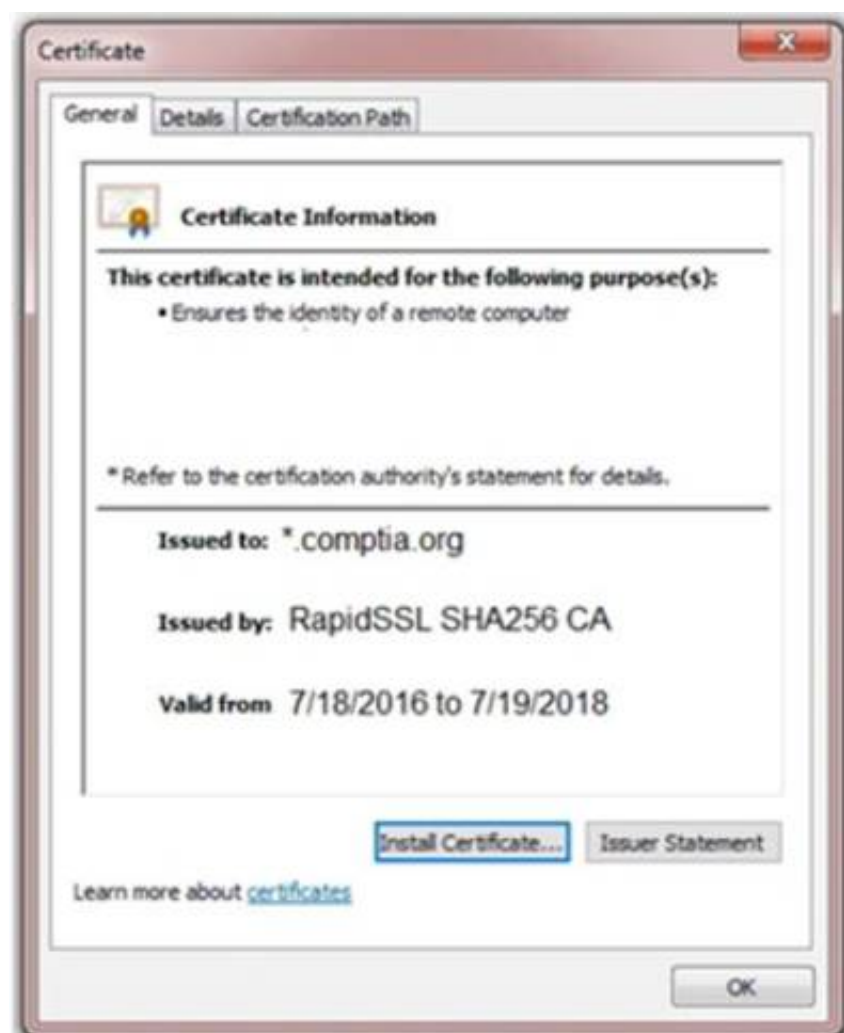 Certificate
General
Details
Certification Path
Certificate Information
This certificate is intended for the following purpose(s):
• Ensures the identity of a remote computer
* Refer to the certification authority's statement for details.
Issued to: *.comptia.org
Issued by: RapidSSL SHA256 CA
Valid from 7/18/2016 to 7/19/2018
Install Certificate...
Issuer Statement
Learn more about certificates
OK